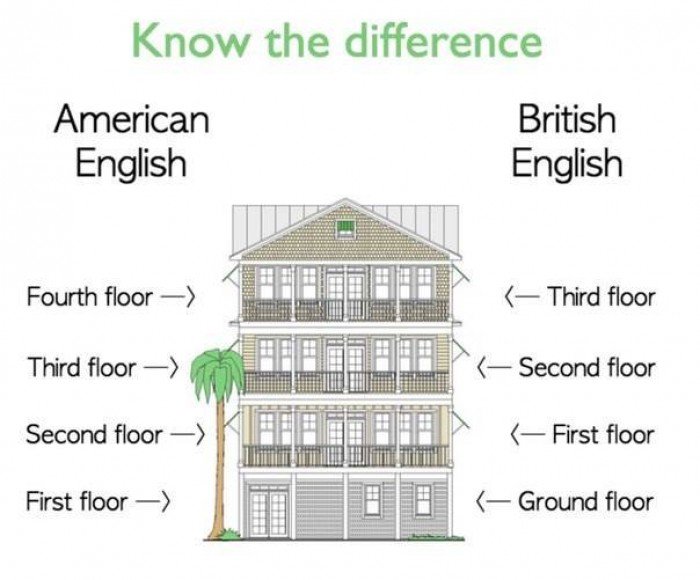 Know the difference
American
English
British
English
Fourth floor —> <— Third floor
Third floor —> <— Second floor
Second floor —> <— First floor
First floor —> <— Ground floor